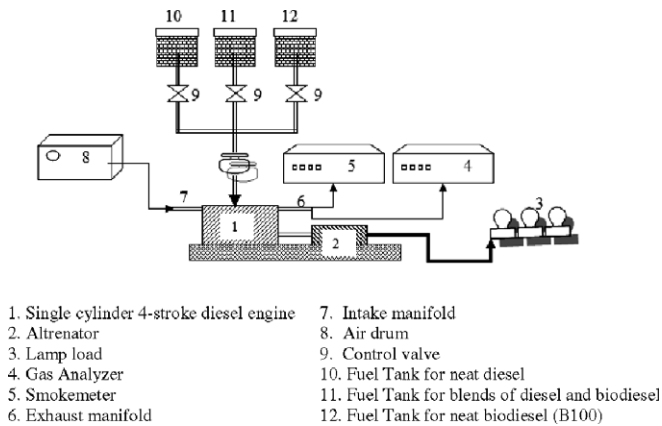 10 11 12
9 9 9
8
5 4
7 6 3
1
2
1. Single cylinder 4-stroke diesel engine
2. Altrenator
3. Lamp load
4. Gas Analyzer
5. Smokemeter
6. Exhaust manifold
7. Intake manifold
8. Air drum
9. Control valve
10. Fuel Tank for neat diesel
11. Fuel Tank for blends of diesel and biodiesel
12. Fuel Tank for neat biodiesel (B100)